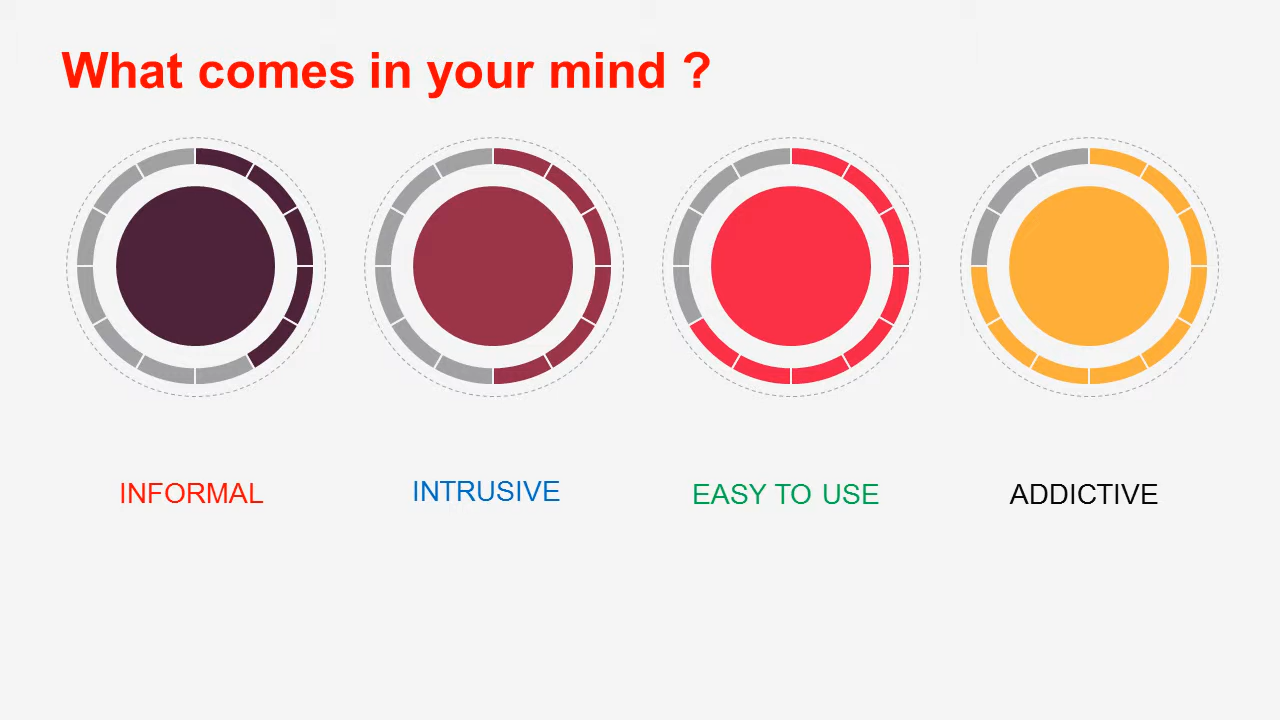 What comes in your mind ?
INFORMAL
INTRUSIVE
EASY TO USE
ADDICTIVE